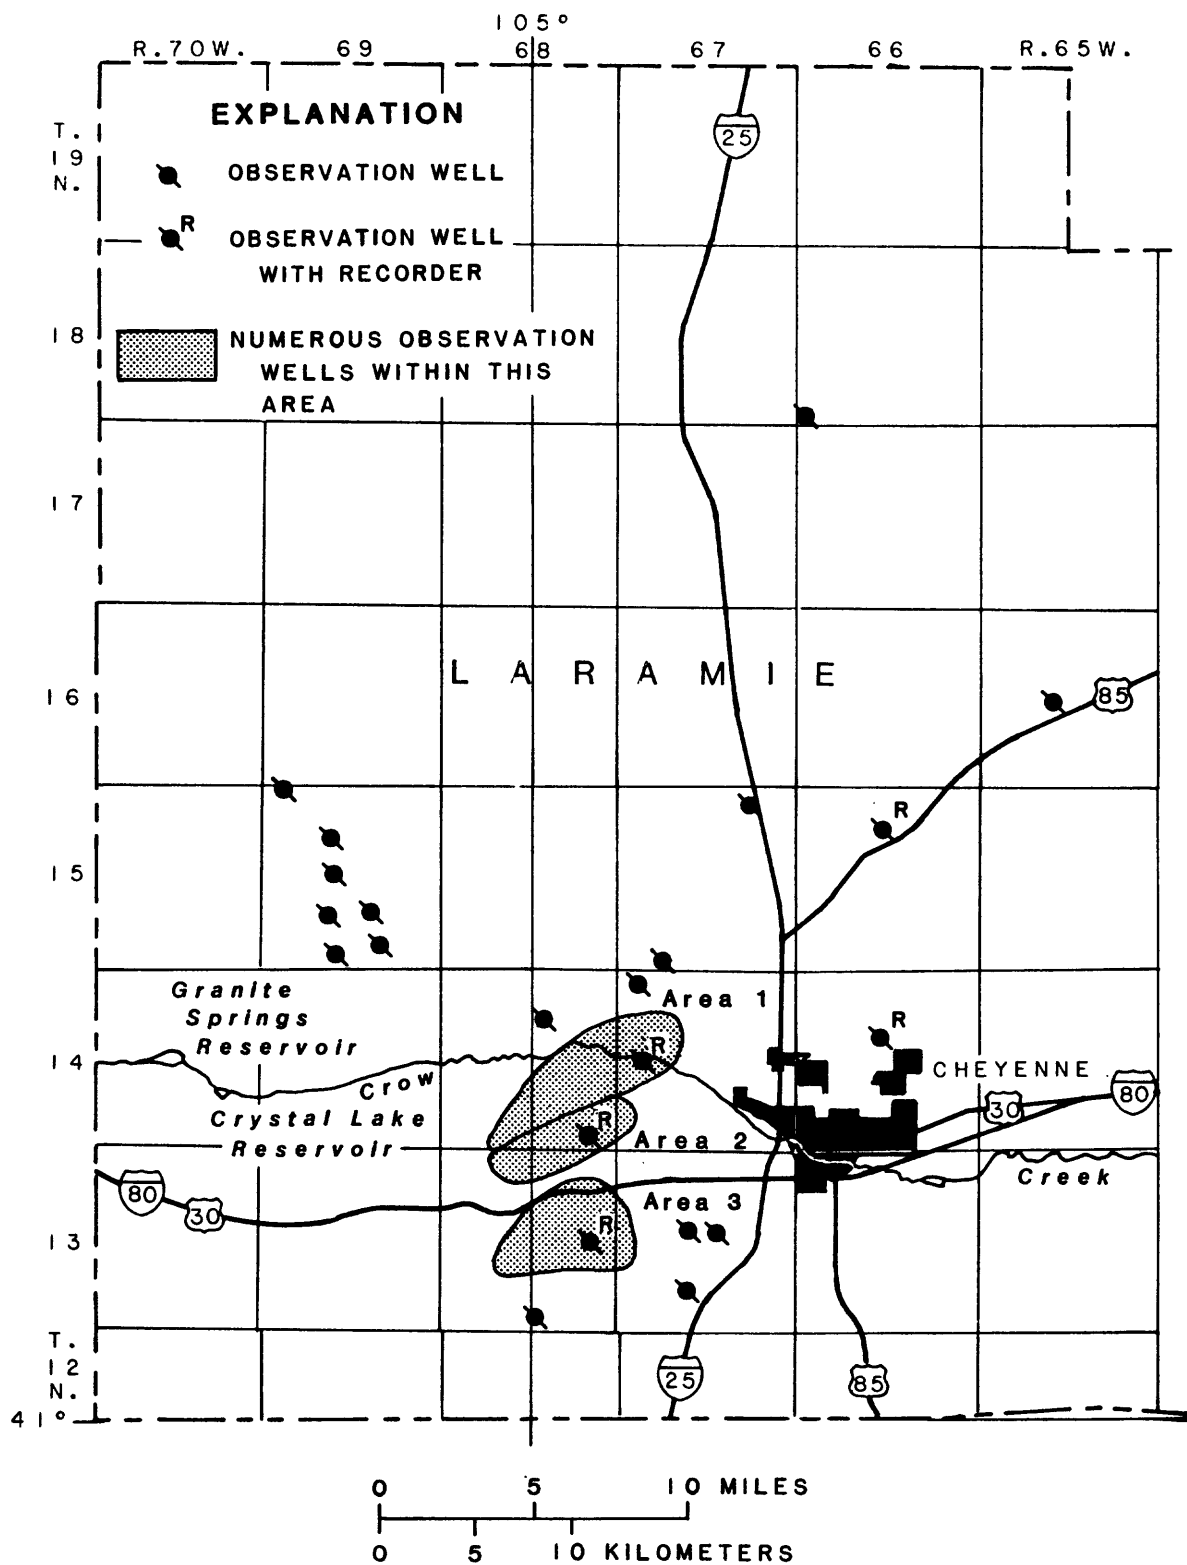 105°
R.70W. 69 68 67 66 R.65W.
EXPLANATION
T.
19
N.
25
OBSERVATION WELL
R
OBSERVATION WELL
WITH RECORDER
18
NUMEROUS OBSERVATION
WELLS WITHIN THIS
AREA
17
LARAMIE
16
85
R
15
Granite
Springs
Reservoir
Area 1
R
R
14
Crow
CHEYENNE
80
30
Crystal Lake
Reservoir
R
Area 2
Creek
80
30
Area 3
R
13
T.
12
N.
25
85
41°
0 5 10 MILES
0 5 10 KILOMETERS